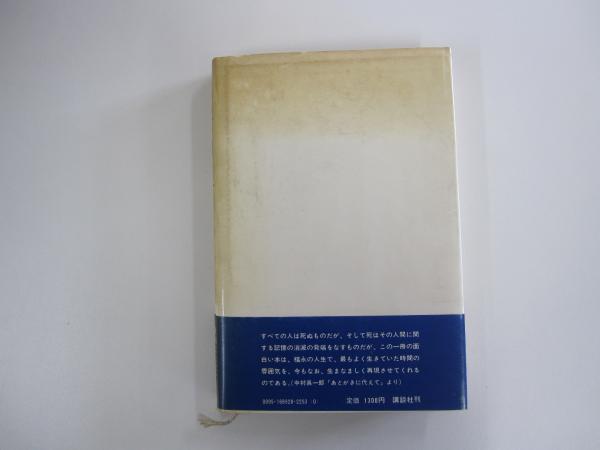 すべての人は死ぬものだが、そして死はその人間に関
する記憶の消滅の発端をなすものだが、この一冊の面
白い本は、福永の人生で、最もよく生きていた時間の
雰囲気を、今もなお、生まなましく再現させてくれる
のである。(中村真一郎「あとがきに代えて」より)
0095-168928-2253 (0)
定価 1300円 講談社刊